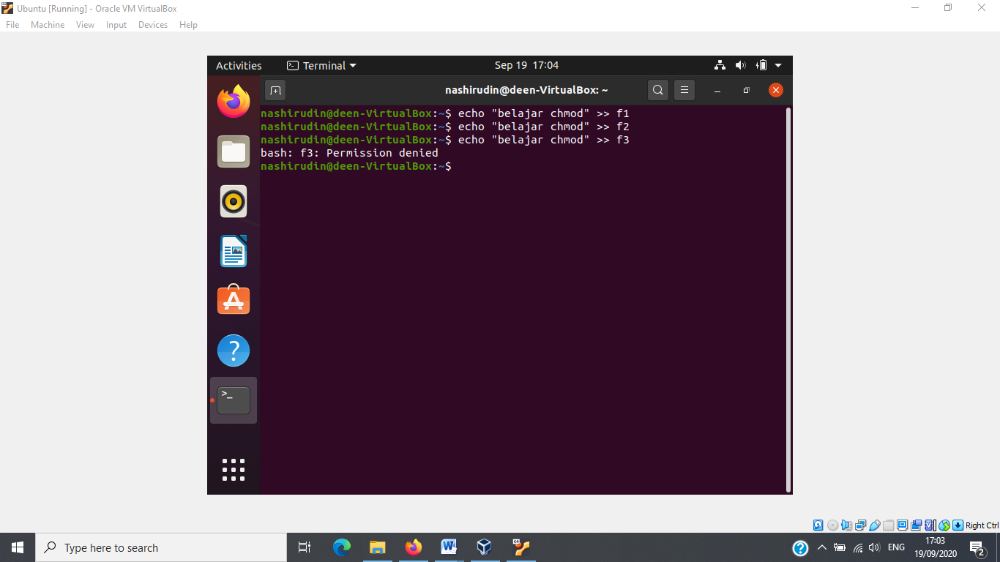 Ubuntu [Running] - Oracle VM VirtualBox
File Machine View Input Devices Help
Activities Terminal Sep 19 17:04
nashirudin@deen-VirtualBox: ~
nashirudin@deen-VirtualBox:~$ echo "belajar chmod" >> f1
nashirudin@deen-VirtualBox:~$ echo "belajar chmod" >> f2
nashirudin@deen-VirtualBox:~$ echo "belajar chmod" >> f3
bash: f3: Permission denied
nashirudin@deen-VirtualBox:~$
Right Ctrl
Type here to search
ENG
17:03
19/09/2020
2